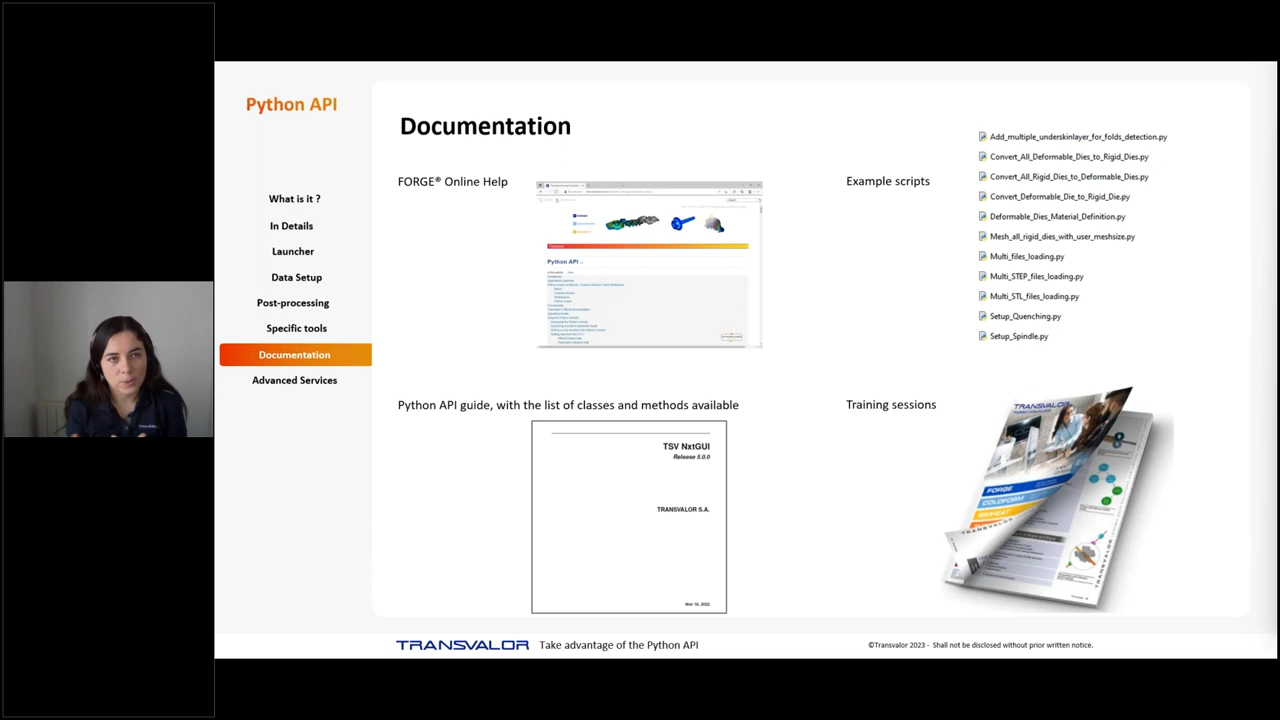 Python API
What is it ?
In Details
Launcher
Data Setup
Post-processing
Specific tools
Documentation
Advanced Services
Documentation
FORGE® Online Help
Python API
Example scripts
Add_multiple_underskinlayer_for_folds_detection.py
Convert_All_Deformable_Dies_to_Rigid_Dies.py
Convert_All_Rigid_Dies_to_Deformable_Dies.py
Convert_Deformable_Die_to_Rigid_Die.py
Deformable_Dies_Material_Definition.py
Mesh_all_rigid_dies_with_user_meshsize.py
Multi_files_loading.py
Multi_STEP_files_loading.py
Multi_STL_files_loading.py
Setup_Quenching.py
Setup_Spindle.py
Python API guide, with the list of classes and methods available
TSV NxtGUI
Release 5.0.0
TRANSVALOR S.A.
Nov 16, 2022
Training sessions
TRANSVALOR
FORGE
COLDFORM
TRANSVALOR
TRANSVALOR Take advantage of the Python API
©Transvalor 2023 - Shall not be disclosed without prior written notice.